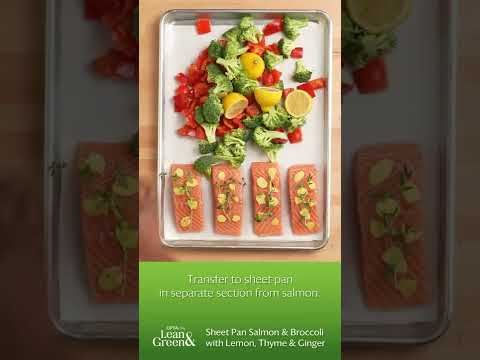 Transfer to sheet pan
in separate section from salmon.
OPTAVIA
Lean
&Green
Sheet Pan Salmon & Broccoli
with Lemon, Thyme & Ginger